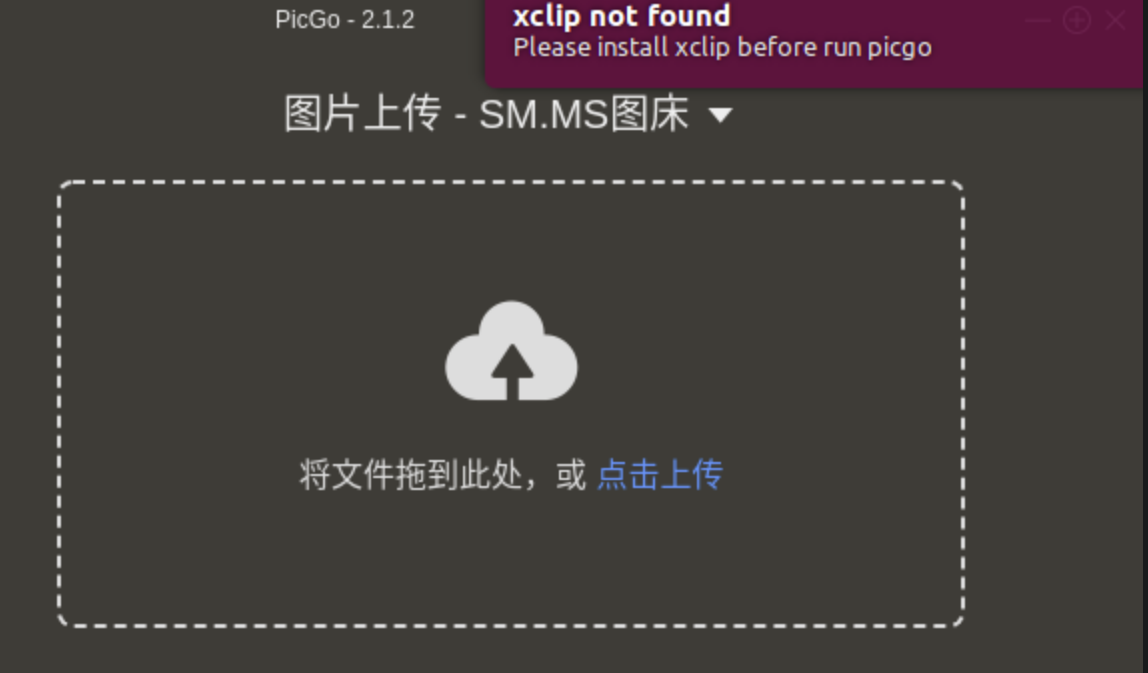 PicGo - 2.1.2
xclip not found
Please install xclip before run picgo
图片上传 - SM.MS图床
将文件拖到此处，或 点击上传